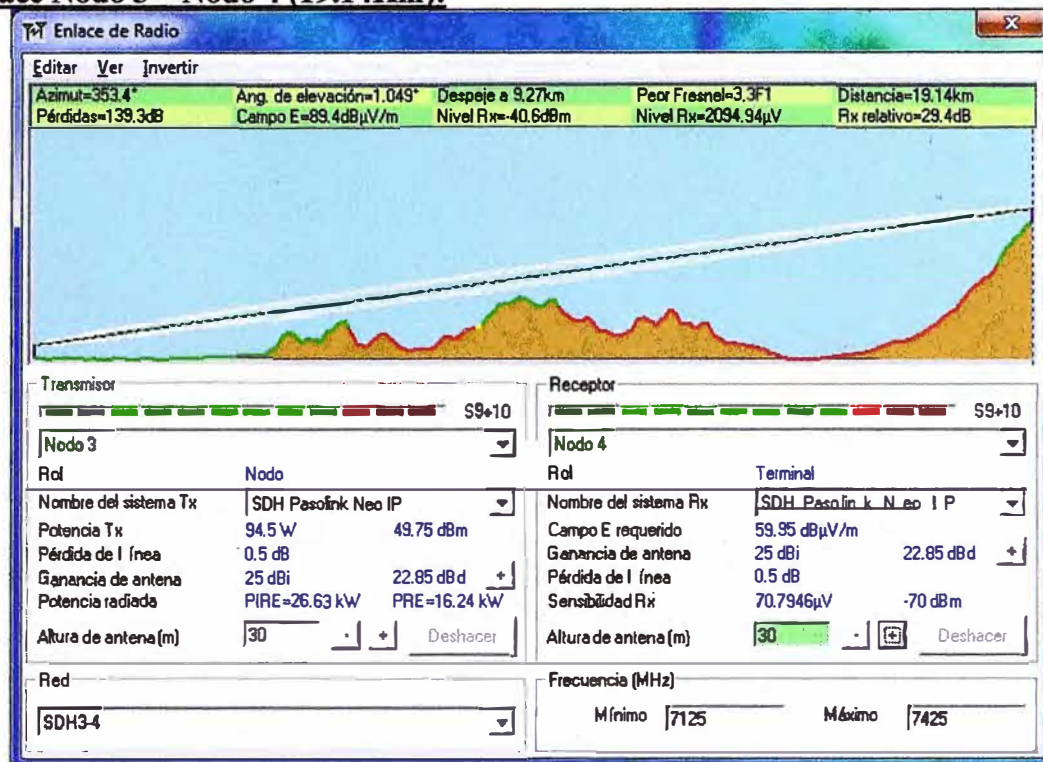 Nodo 3 – Nodo 4 (19.14km):
Enlace de Radio
Editar Ver Invertir
Azimut=353.4° Ang. de elevación=1.049° Despeje a 9.27km Peor Fresnel=3.3F1 Distancia=19.14km
Pérdidas=139.3dB Campo E=89.4dBµV/m Nivel Rx=-40.6dBm Nivel Rx=2094.94µV Rx relativo=29.4dB
Transmisor Receptor
S9+10 S9+10
Nodo 3 Nodo 4
Rol Nodo Rol Terminal
Nombre del sistema Tx SDH Pasolink Neo IP Nombre del sistema Rx SDH Pasolink Neo IP
Potencia Tx 94.5 W 49.75 dBm Campo E requerido 59.95 dBµV/m
Pérdida de línea 0.5 dB Ganancia de antena 25 dBi 22.85 dBd +
Ganancia de antena 25 dBi 22.85 dBd + Pérdida de línea 0.5 dB
Potencia radiada PIRE=26.63 kW PRE=16.24 kW Sensibilidad Rx 70.7946µV -70 dBm
Altura de antena (m) 30 - + Deshacer Altura de antena (m) 30 - + Deshacer
Red Frecuencia (MHz)
SDH3-4 Mínimo 7125 Máximo 7425